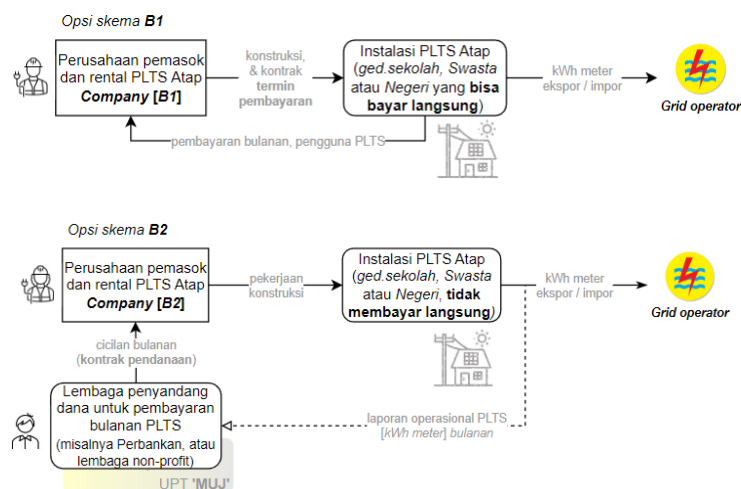 Opsi skema B1
Perusahaan pemasok
dan rental PLTS Atap
Company [B1]
konstruksi,
& kontrak
termin
pembayaran
Instalasi PLTS Atap
(ged.sekolah, Swasta
atau Negeri yang bisa
bayar langsung)
kWh meter
ekspor / impor
Grid operator
pembayaran bulanan, pengguna PLTS
Opsi skema B2
Perusahaan pemasok
dan rental PLTS Atap
Company [B2]
pekerjaan
konstruksi
Instalasi PLTS Atap
(ged.sekolah, Swasta
atau Negeri, tidak
membayar langsung)
kWh meter
ekspor / impor
Grid operator
cicilan bulanan
(kontrak pendanaan)
Lembaga penyandang
dana untuk pembayaran
bulanan PLTS
(misalnya Perbankan, atau
lembaga non-profit)
laporan operasional PLTS
[kWh meter] bulanan
UPT 'MUJ'